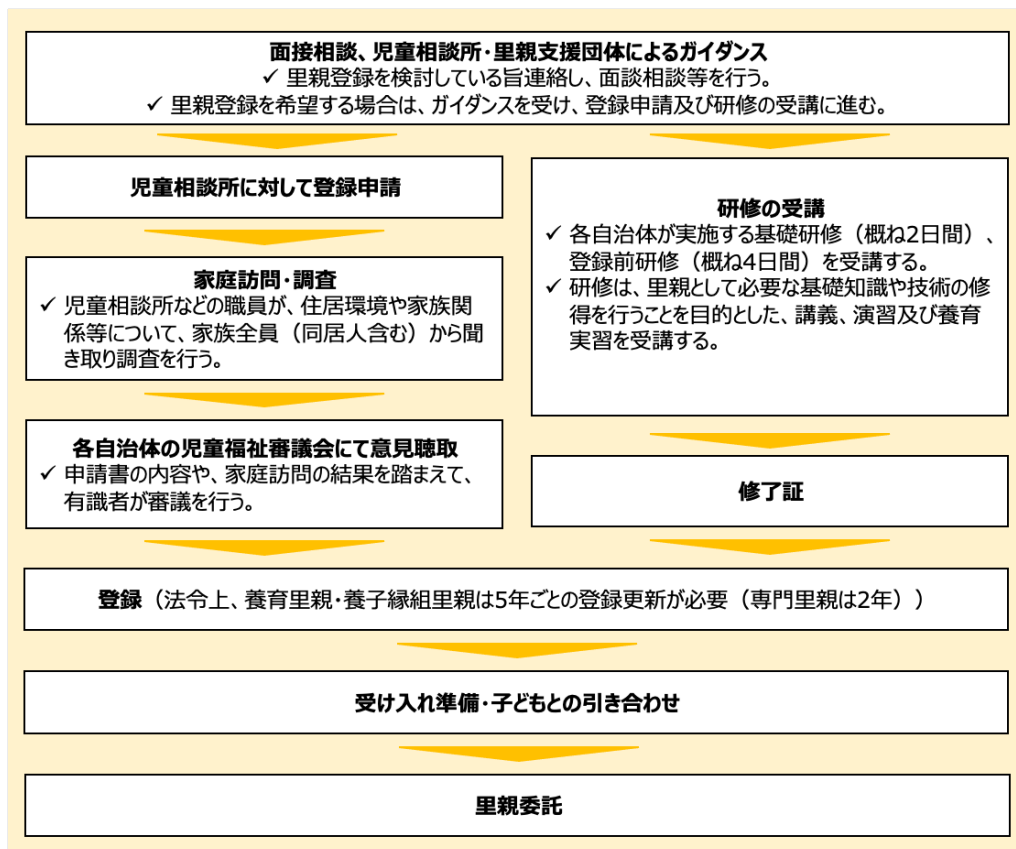 面接相談、児童相談所・里親支援団体によるガイダンス
✓ 里親登録を検討している旨連絡し、面談相談等を行う。
✓ 里親登録を希望する場合は、ガイダンスを受け、登録申請及び研修の受講に進む。
児童相談所に対して登録申請
家庭訪問・調査
✓ 児童相談所などの職員が、住居環境や家族関
係等について、家族全員（同居人含む）から聞
き取り調査を行う。
各自治体の児童福祉審議会にて意見聴取
✓ 申請書の内容や、家庭訪問の結果を踏まえて、
有識者が審議を行う。
研修の受講
✓ 各自治体が実施する基礎研修（概ね2日間）、
登録前研修（概ね4日間）を受講する。
✓ 研修は、里親として必要な基礎知識や技術の修
得を行うことを目的とした、講義、演習及び養育
実習を受講する。
修了証
登録（法令上、養育里親・養子縁組里親は5年ごとの登録更新が必要（専門里親は2年））
受け入れ準備・子どもとの引き合わせ
里親委託